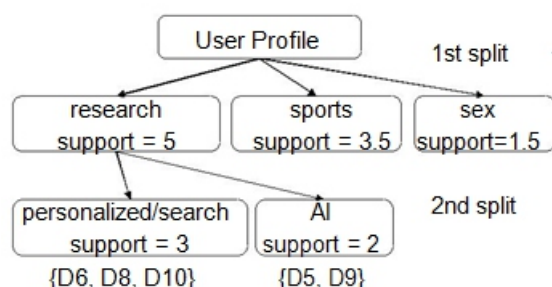 User Profile
1st split
research
support = 5
sports
support = 3.5
sex
support=1.5
personalized/search
support = 3
AI
support = 2
2nd split
{D6, D8, D10}
{D5, D9}